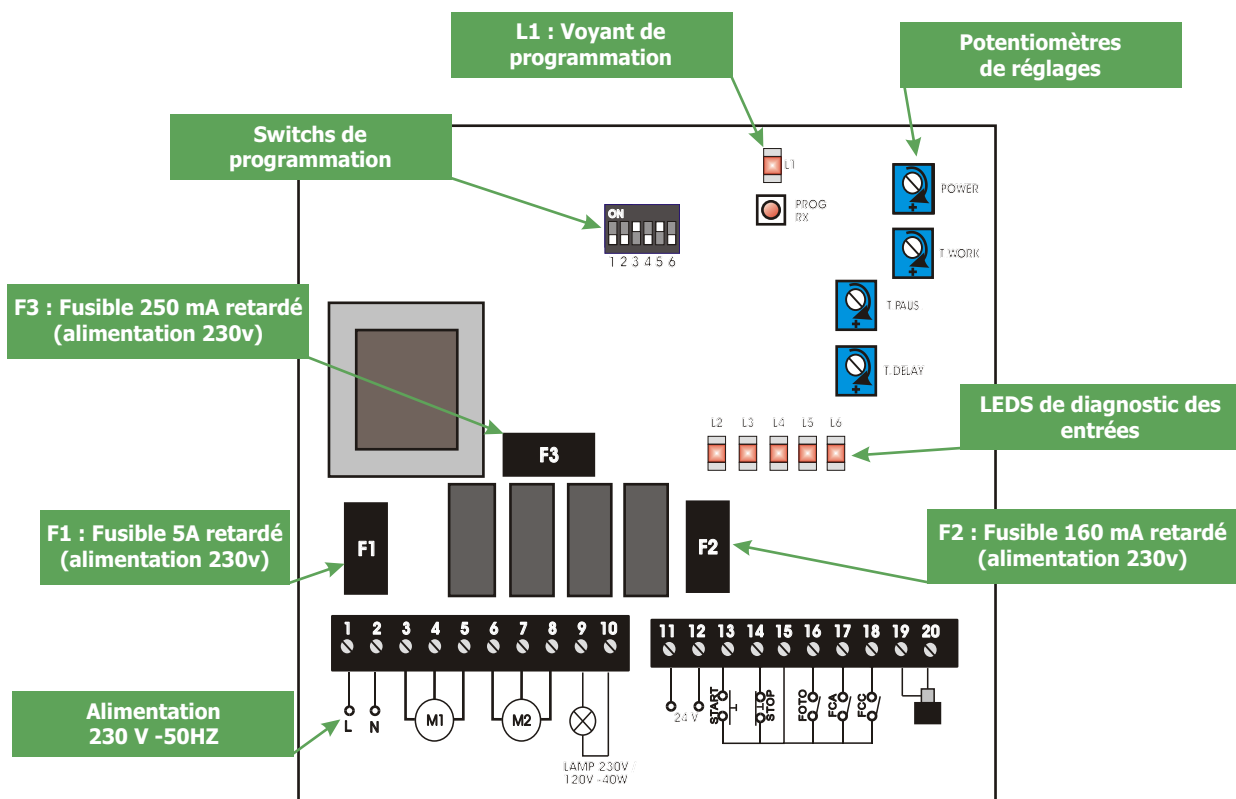 L1 : Voyant de
programmation
Potentiomètres
de réglages
Switchs de
programmation
L1
PROG
RX
POWER
ON
1 2 3 4 5 6
T.WORK
F3 : Fusible 250 mA retardé
(alimentation 230v)
T.PAUS
T.DELAY
LEDS de diagnostic des
entrées
L2 L3 L4 L5 L6
F3
F1 : Fusible 5A retardé
(alimentation 230v)
F1
F2
F2 : Fusible 160 mA retardé
(alimentation 230v)
1 2 3 4 5 6 7 8 9 10
11 12 13 14 15 16 17 18 19 20
Alimentation
230 V -50HZ
L N
M1
M2
24 V
START
STOP
FOTO
FCA
FCC
LAMP 230V /
120V ~40W